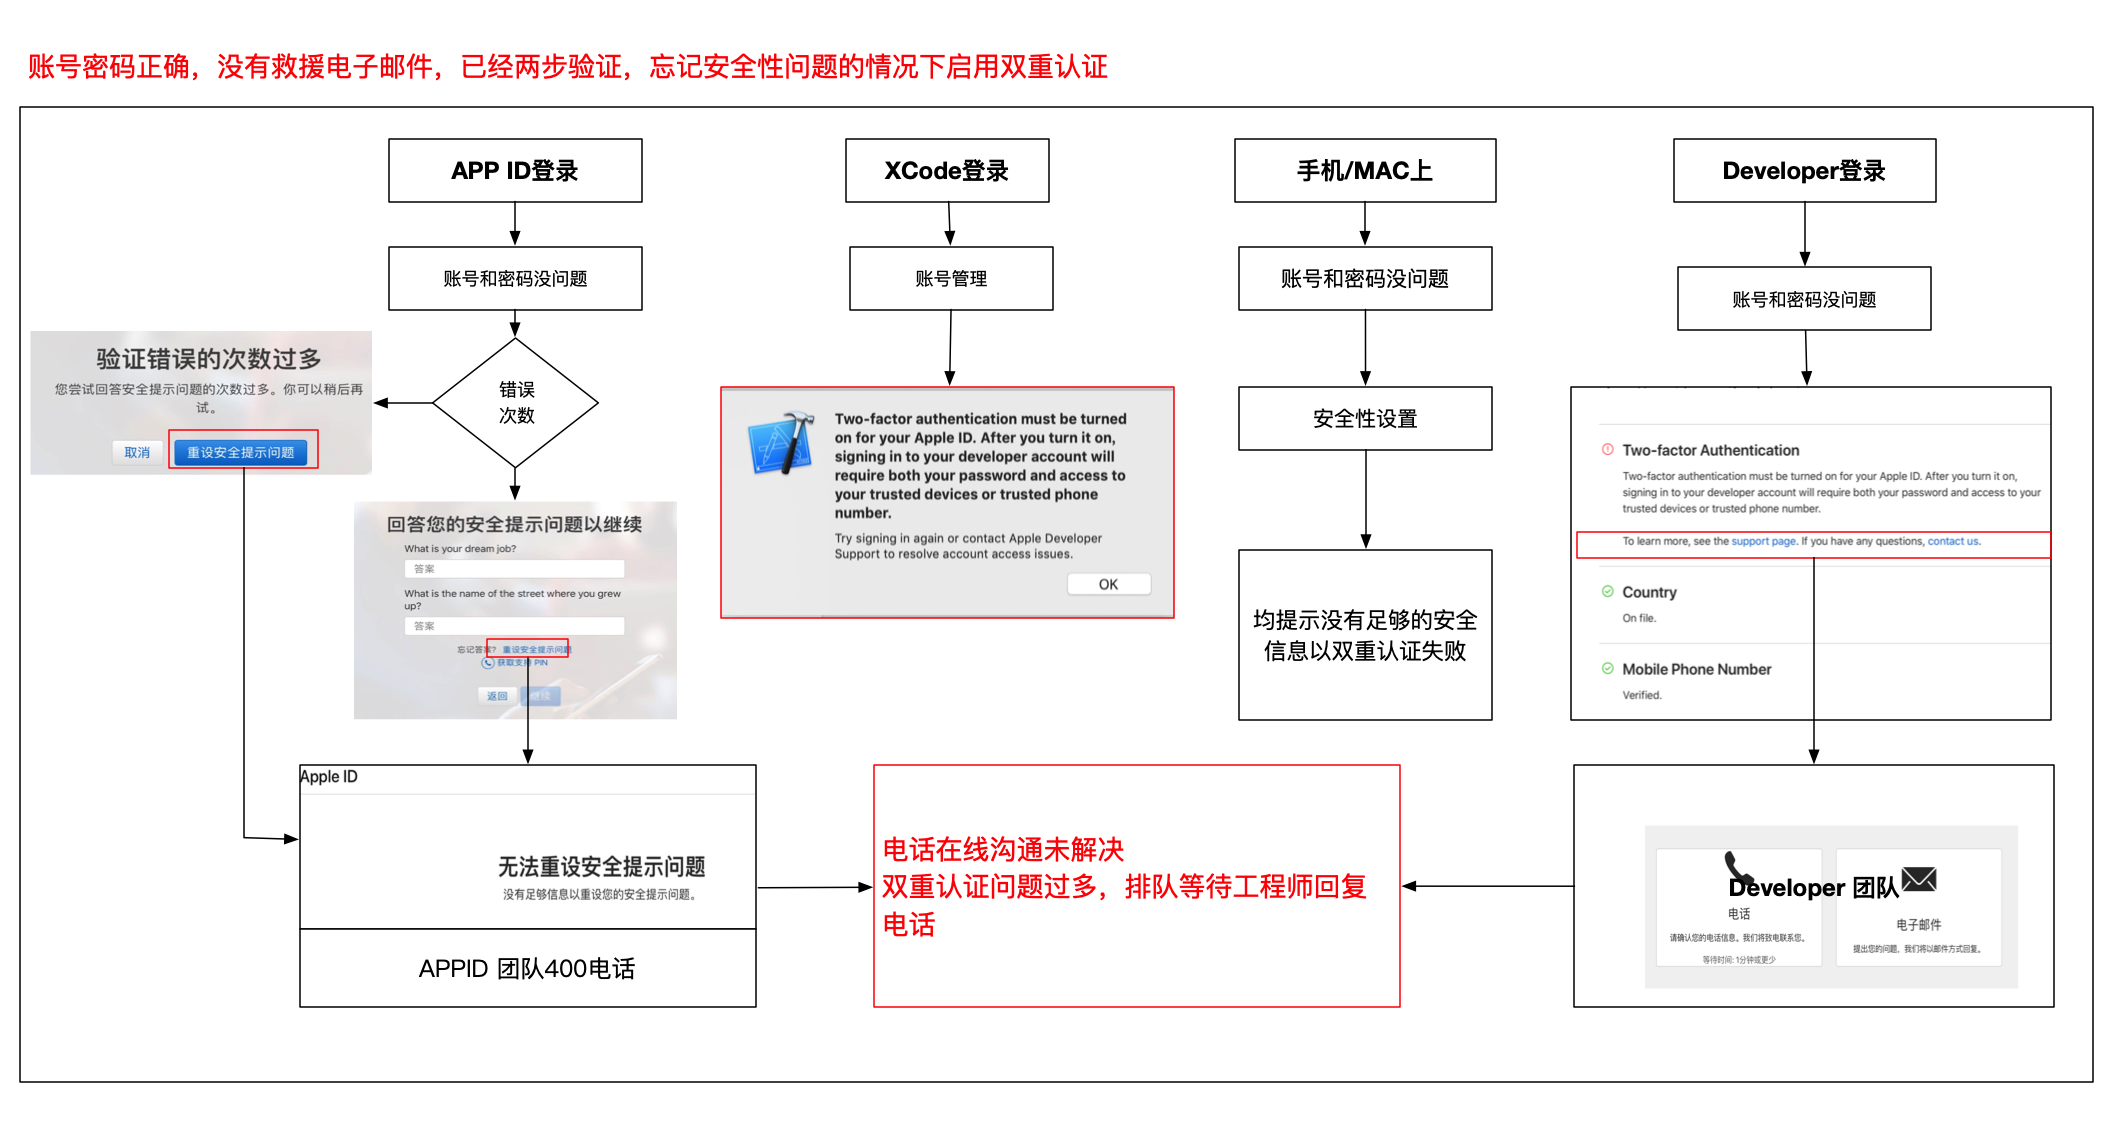 账号密码正确，没有救援电子邮件，已经两步验证，忘记安全性问题的情况下启用双重认证
APP ID登录
账号和密码没问题
错误
次数
验证错误的次数过多
您尝试回答安全提示问题的次数过多。你可以稍后再
试。
取消
重设安全提示问题
回答您的安全提示问题以继续
What is your dream job?
答案
What is the name of the street where you grew
up?
答案
忘记答案? 重设安全提示问题
获取支持 PIN
返回
继续
Apple ID
无法重设安全提示问题
没有足够信息以重设您的安全提示问题。
APPID 团队400电话
XCode登录
账号管理
Two-factor authentication must be turned
on for your Apple ID. After you turn it on,
signing in to your developer account will
require both your password and access to
your trusted devices or trusted phone
number.
Try signing in again or contact Apple Developer
Support to resolve account access issues.
OK
手机/MAC上
账号和密码没问题
安全性设置
均提示没有足够的安全
信息以双重认证失败
Developer登录
账号和密码没问题
Two-factor Authentication
Two-factor authentication must be turned on for your Apple ID. After you turn it on,
signing in to your developer account will require both your password and access to your
trusted devices or trusted phone number.
To learn more, see the support page. If you have any questions, contact us.
Country
On file.
Mobile Phone Number
Verified.
Developer 团队
电话
请确认您的电话信息。我们将致电联系您。
等待时间: 1分钟或更少
电子邮件
提出您的问题，我们将以邮件方式回复。
电话在线沟通未解决
双重认证问题过多，排队等待工程师回复
电话